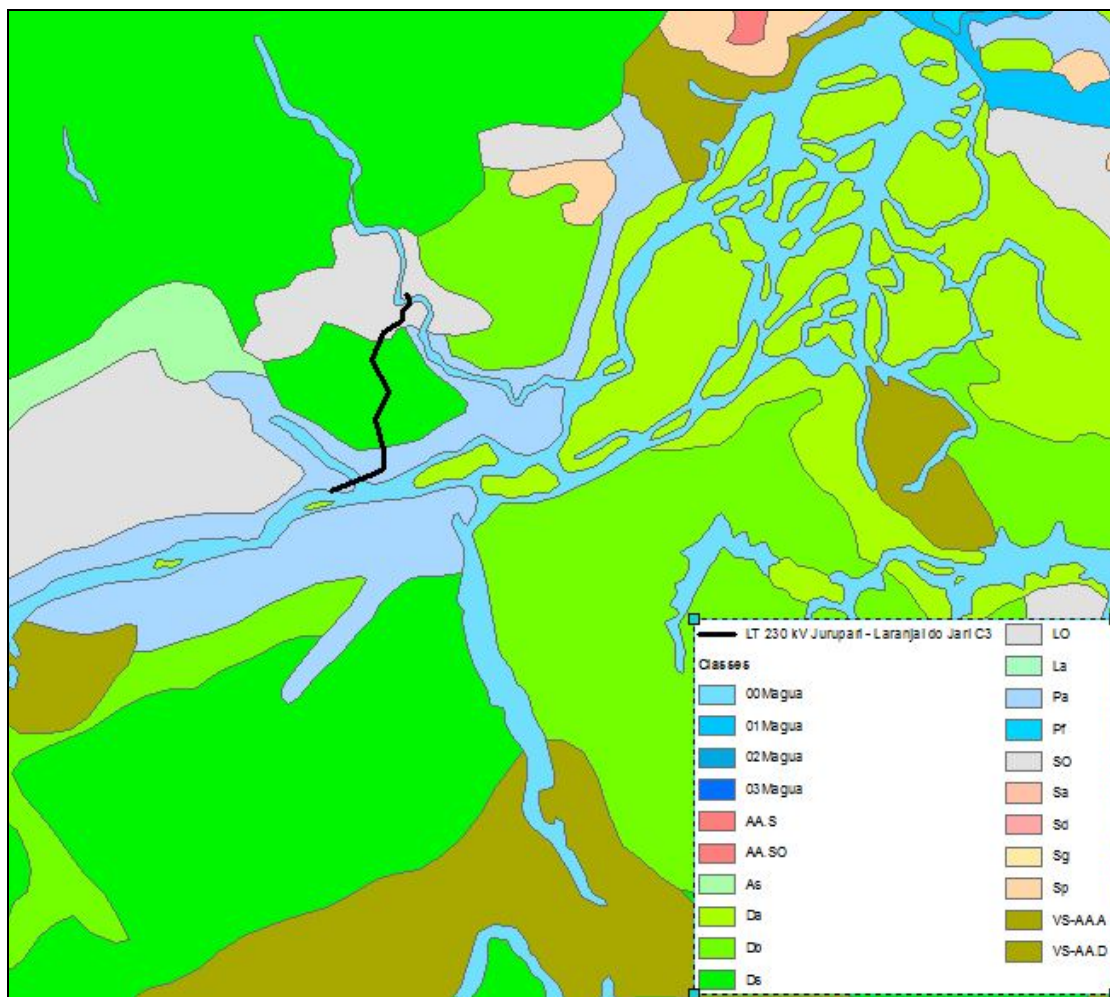 LT 230 kV Jurupari - Laranjal do Jari C3
Classes
00Magua
01Magua
02Magua
03Magua
AA.S
AA.SO
As
Da
Db
Ds
LO
La
Pa
Pf
SO
Sa
Sd
Sg
Sp
VS-AA.A
VS-AA.D